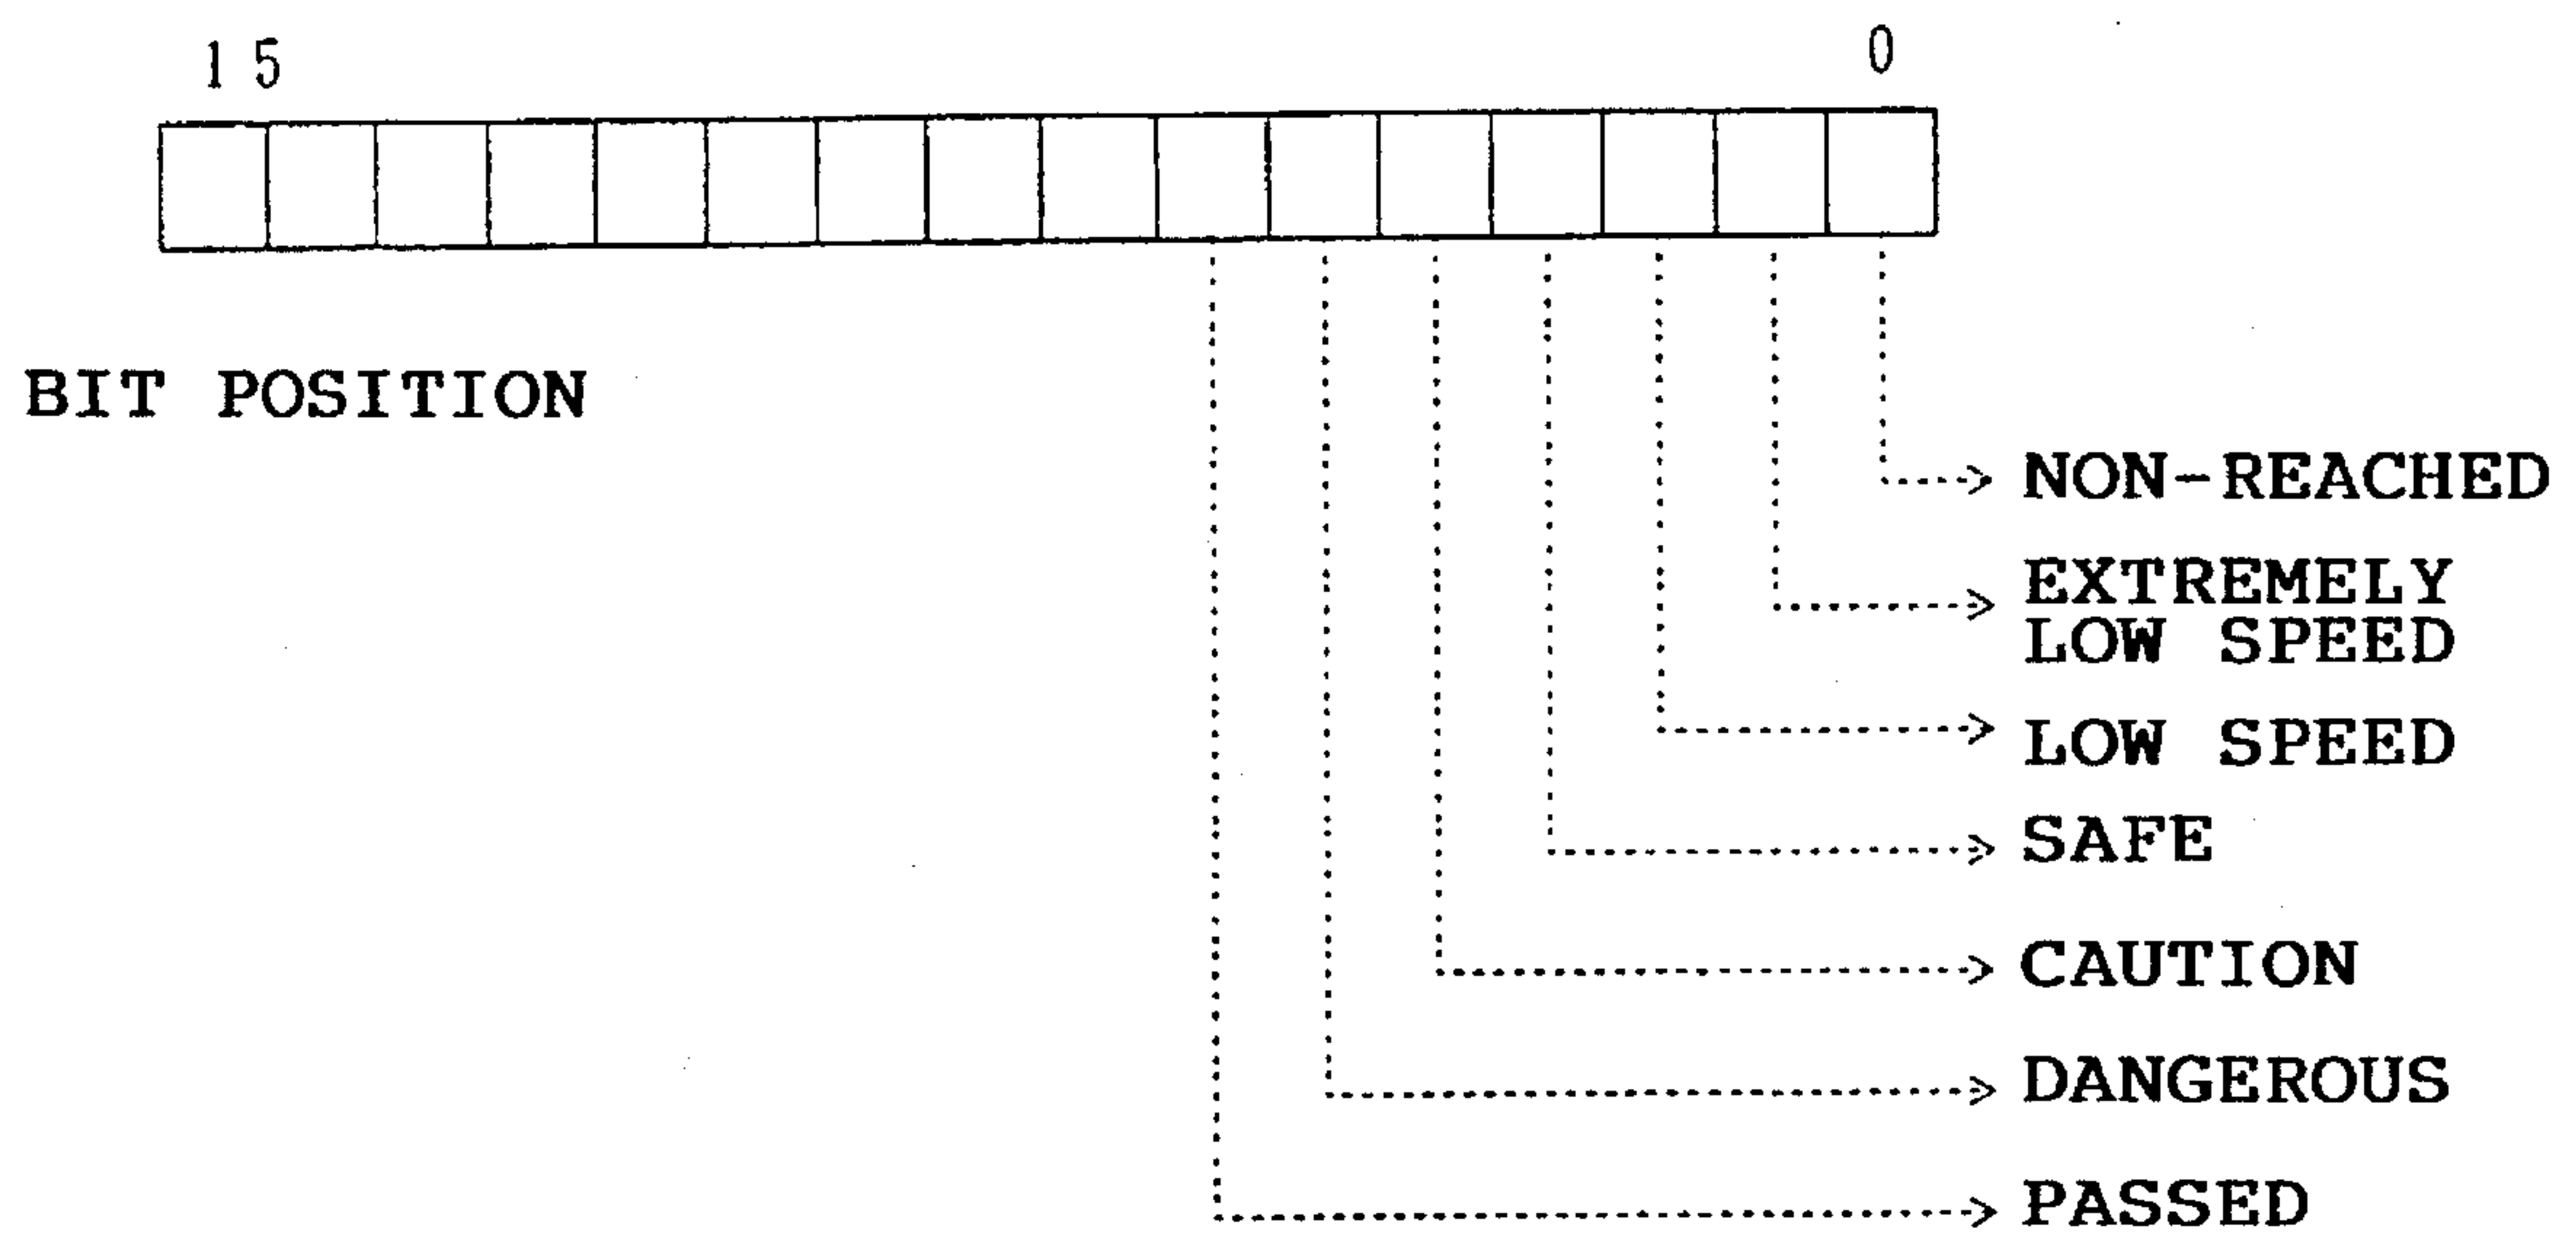 15 0
BIT POSITION
NON-REACHED
EXTREMELY
LOW SPEED
LOW SPEED
SAFE
CAUTION
DANGEROUS
PASSED